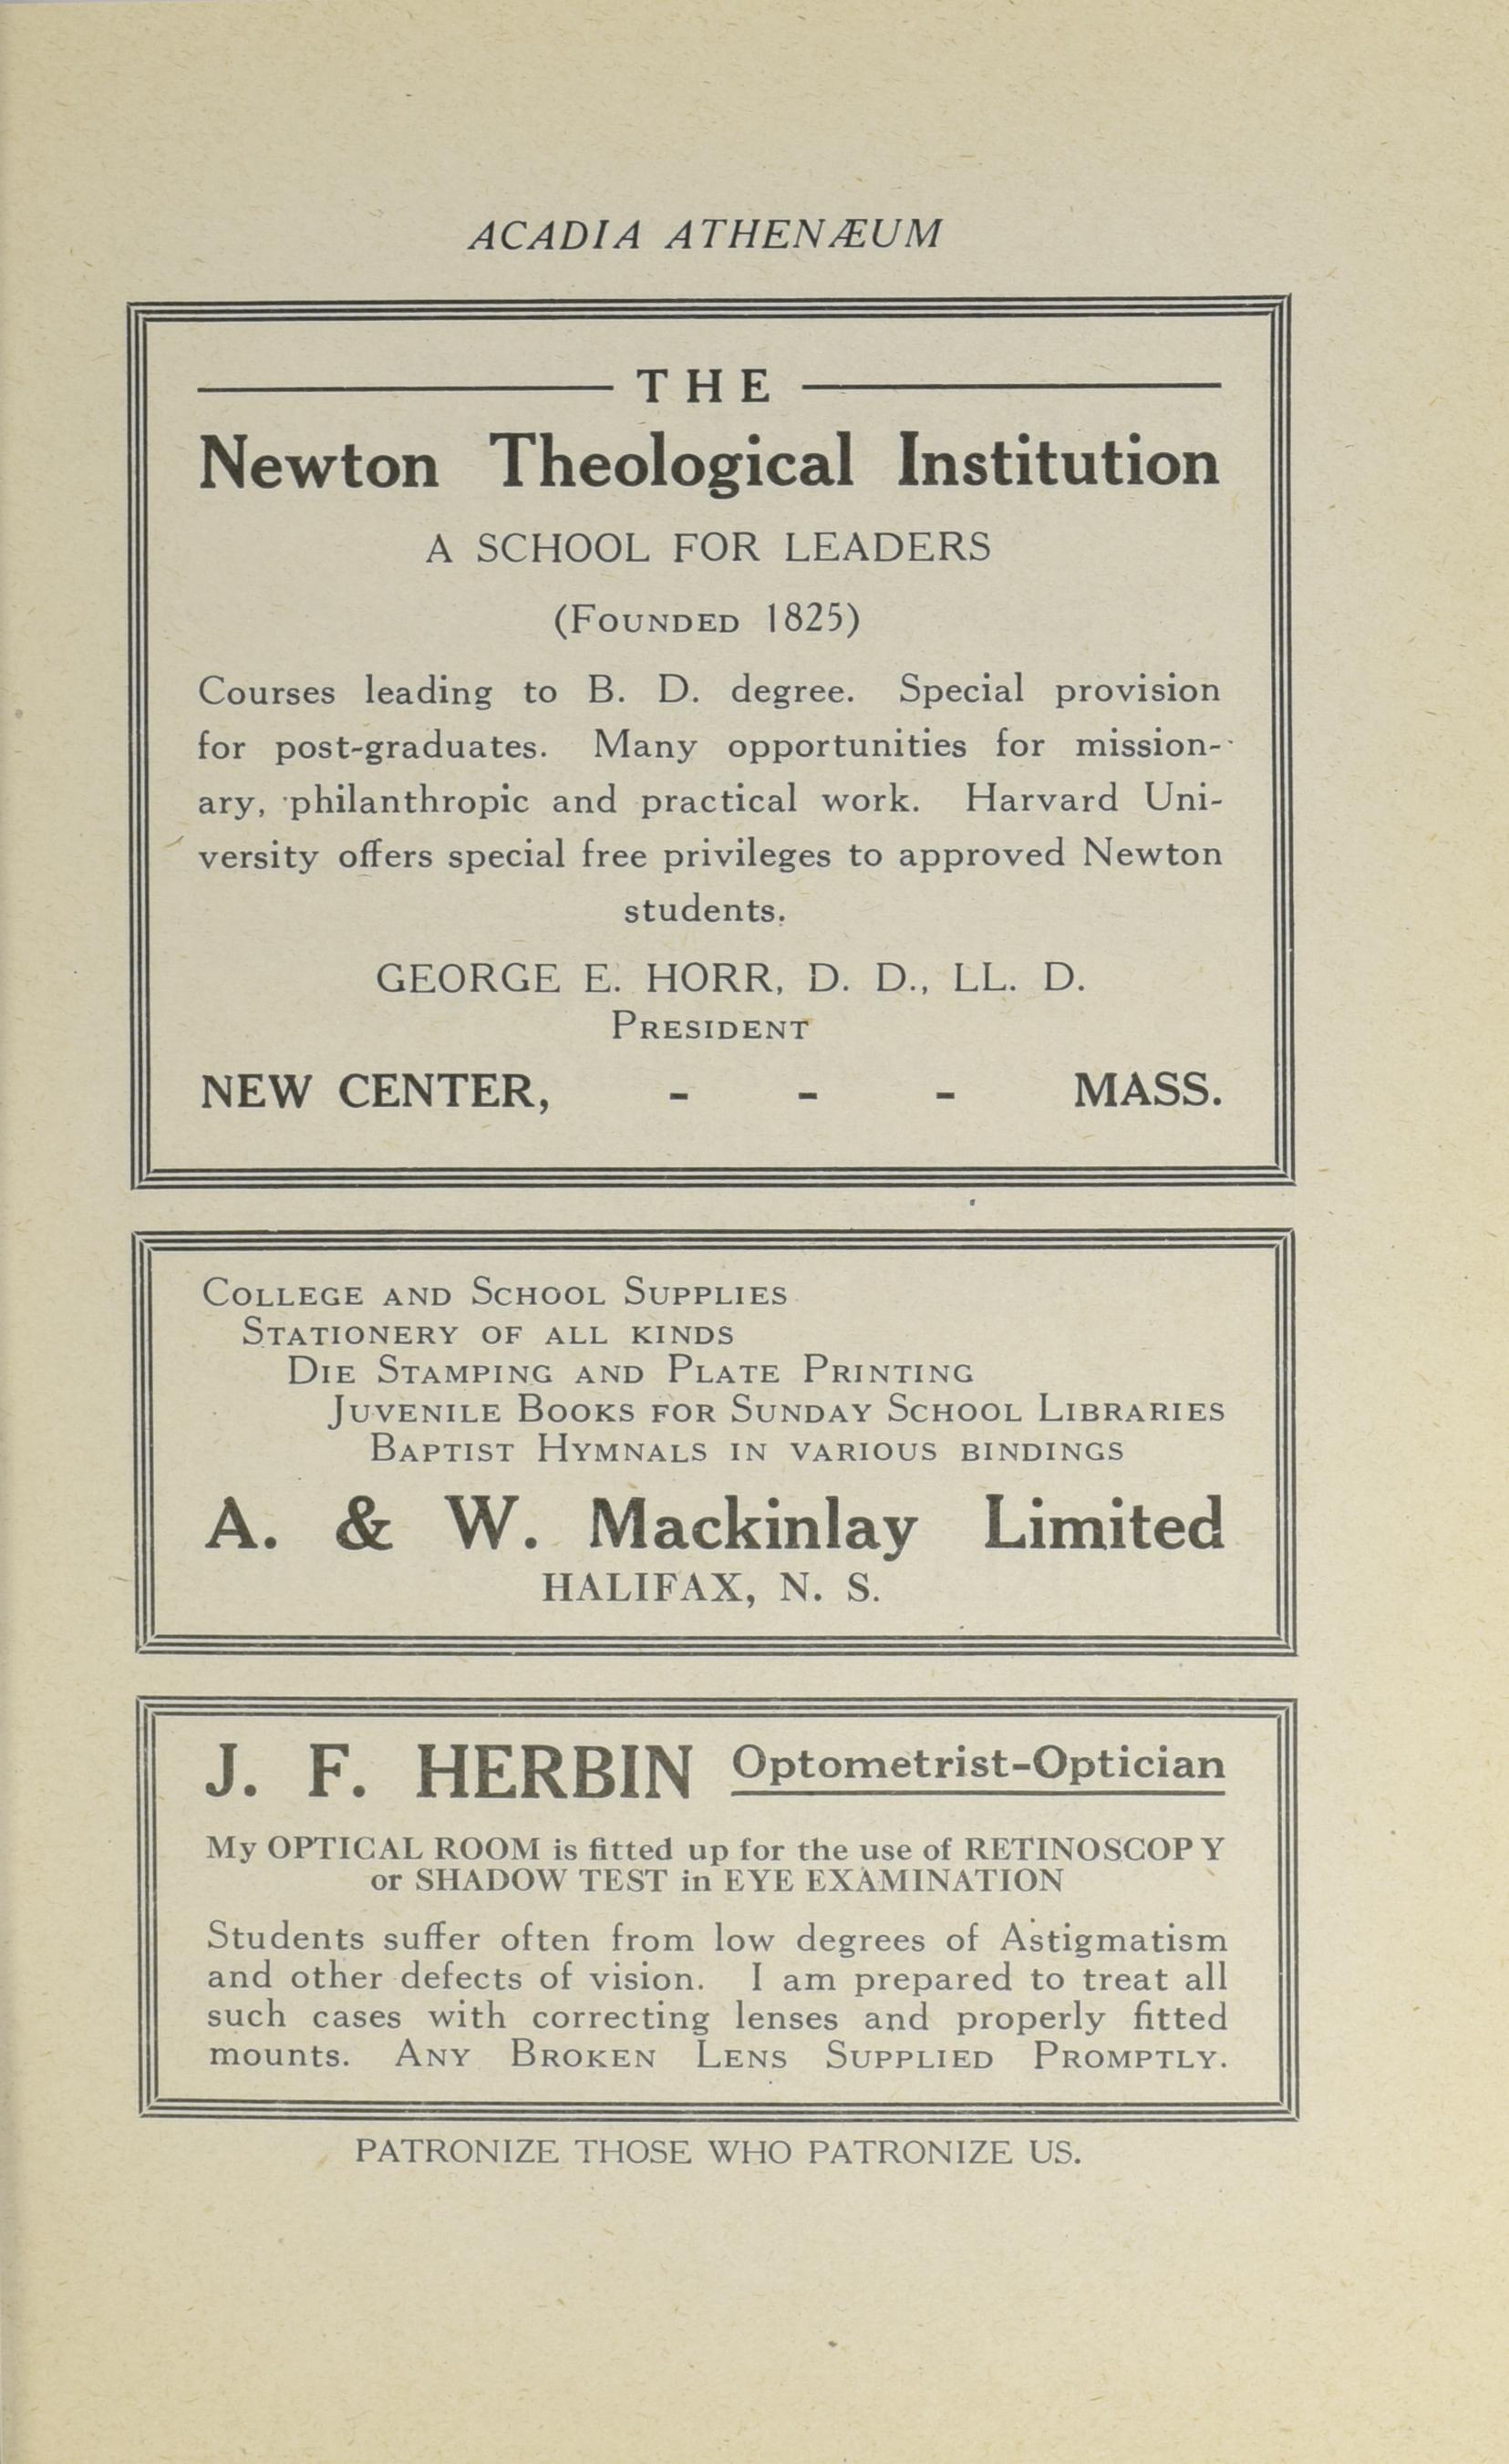 ACADIA ATHENÆUM
THE
Newton Theological Institution
A SCHOOL FOR LEADERS
(FOUNDED 1825)
Courses leading to B. D. degree. Special provision
for post-graduates. Many opportunities for mission-
ary, philanthropic and practical work. Harvard Uni-
versity offers special free privileges to approved Newton
students.
GEORGE E. HORR, D. D., LL. D.
PRESIDENT
NEW CENTER, - - - MASS.
COLLEGE AND SCHOOL SUPPLIES
STATIONERY OF ALL KINDS
DIE STAMPING AND PLATE PRINTING
JUVENILE BOOKS FOR SUNDAY SCHOOL LIBRARIES
BAPTIST HYMNALS IN VARIOUS BINDINGS
A. & W. Mackinlay Limited
HALIFAX, N. S.
J. F. HERBIN Optometrist-Optician
My OPTICAL ROOM is fitted up for the use of RETINOSCOPY
or SHADOW TEST in EYE EXAMINATION
Students suffer often from low degrees of Astigmatism
and other defects of vision. I am prepared to treat all
such cases with correcting lenses and properly fitted
mounts. ANY BROKEN LENS SUPPLIED PROMPTLY.
PATRONIZE THOSE WHO PATRONIZE US.